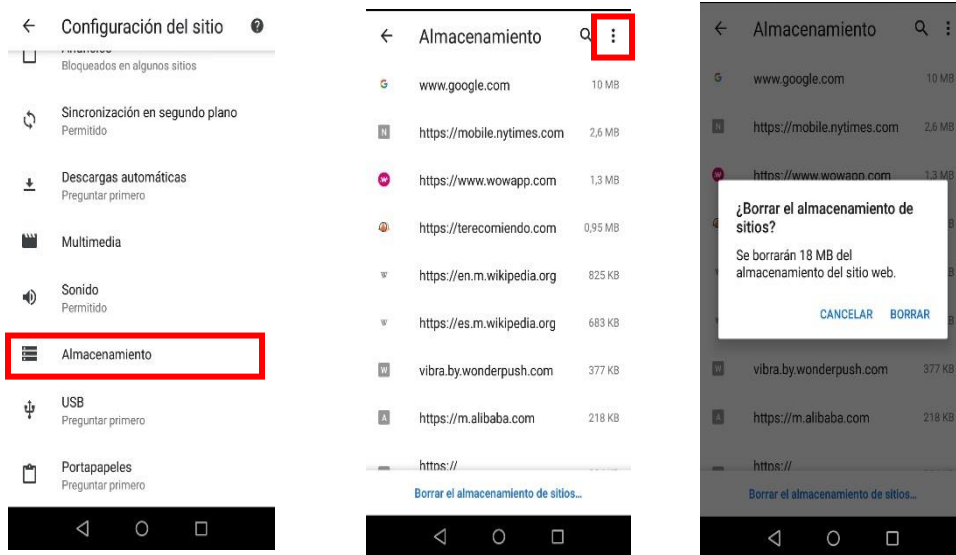 Configuración del sitio
Bloqueados en algunos sitios
Sincronización en segundo plano
Permitido
Descargas automáticas
Preguntar primero
Multimedia
Sonido
Permitido
Almacenamiento
USB
Preguntar primero
Portapapeles
Preguntar primero
Almacenamiento
www.google.com 10 MB
https://mobile.nytimes.com 2,6 MB
https://www.wowapp.com 1,3 MB
https://terecomiendo.com 0,95 MB
https://en.m.wikipedia.org 825 KB
https://es.m.wikipedia.org 683 KB
vibra.by.wonderpush.com 377 KB
https://m.alibaba.com 218 KB
https://
Borrar el almacenamiento de sitios...
Almacenamiento
www.google.com 10 MB
https://mobile.nytimes.com 2,6 MB
https://www.wowapp.com 1,3 MB
¿Borrar el almacenamiento de
sitios?
Se borrarán 18 MB del
almacenamiento del sitio web.
CANCELAR BORRAR
vibra.by.wonderpush.com 377 KB
https://m.alibaba.com 218 KB
https://
Borrar el almacenamiento de sitios...